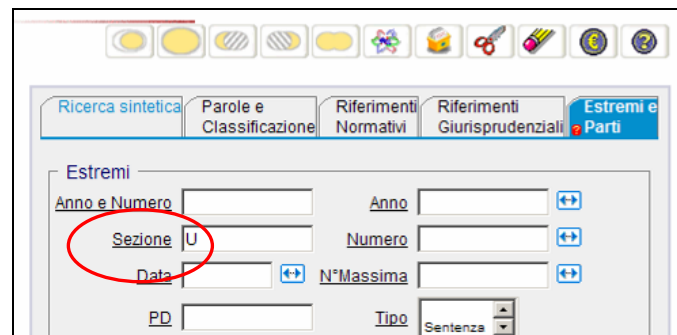 Ricerca sintetica
Parole e
Classificazione
Riferimenti
Normativi
Riferimenti
Giurisprudenziali
Estremi e
? Parti
Estremi
Anno e Numero
Anno
Sezione U
Numero
Data
N°Massima
PD
Tipo Sentenza